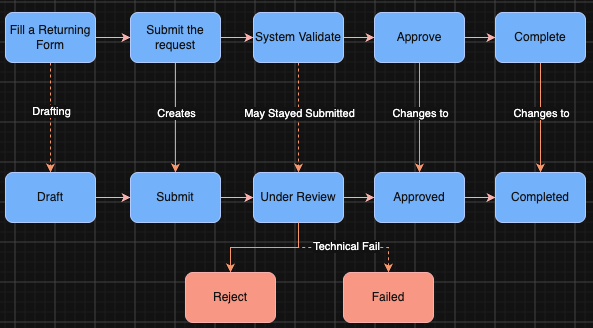 Fill a Returning
Form
Submit the
request
System Validate
Approve
Complete
Drafting
Creates
May Stayed Submitted
Changes to
Changes to
Draft
Submit
Under Review
Approved
Completed
Technical Fail
Reject
Failed